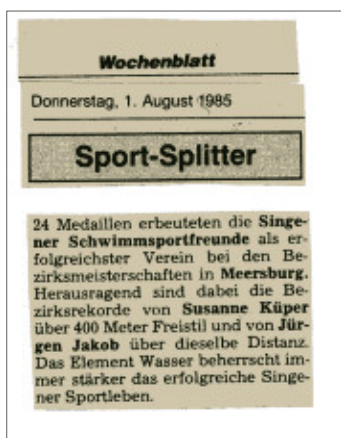 Wochenblatt
Donnerstag, 1. August 1985
Sport-Splitter
24 Medaillen erbeuteten die Singe-
ner Schwimmsportfreunde als er-
folgreichster Verein bei den Be-
zirksmeisterschaften in Meersburg.
Herausragend sind dabei die Be-
zirksrekorde von Susanne Küper
über 400 Meter Freistil und von Jür-
gen Jakob über dieselbe Distanz.
Das Element Wasser beherrscht im-
mer stärker das erfolgreiche Singe-
ner Sportleben.